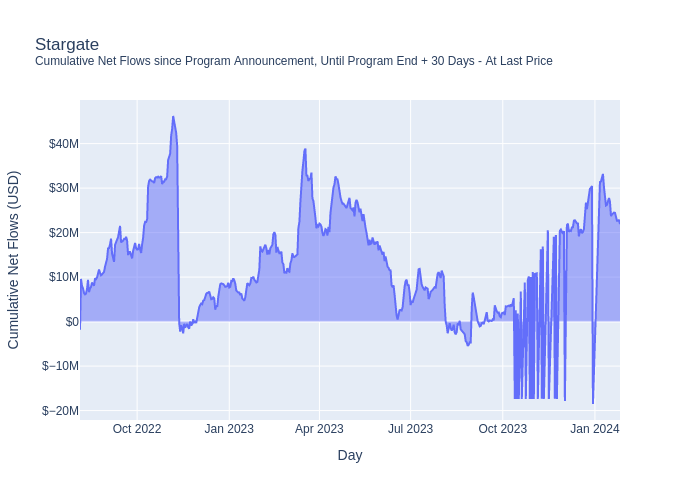 Stargate
Cumulative Net Flows since Program Announcement, Until Program End + 30 Days - At Last Price
Cumulative Net Flows (USD)
$40M
$30M
$20M
$10M
$0
$−10M
$−20M
Oct 2022
Jan 2023
Apr 2023
Jul 2023
Oct 2023
Jan 2024
Day